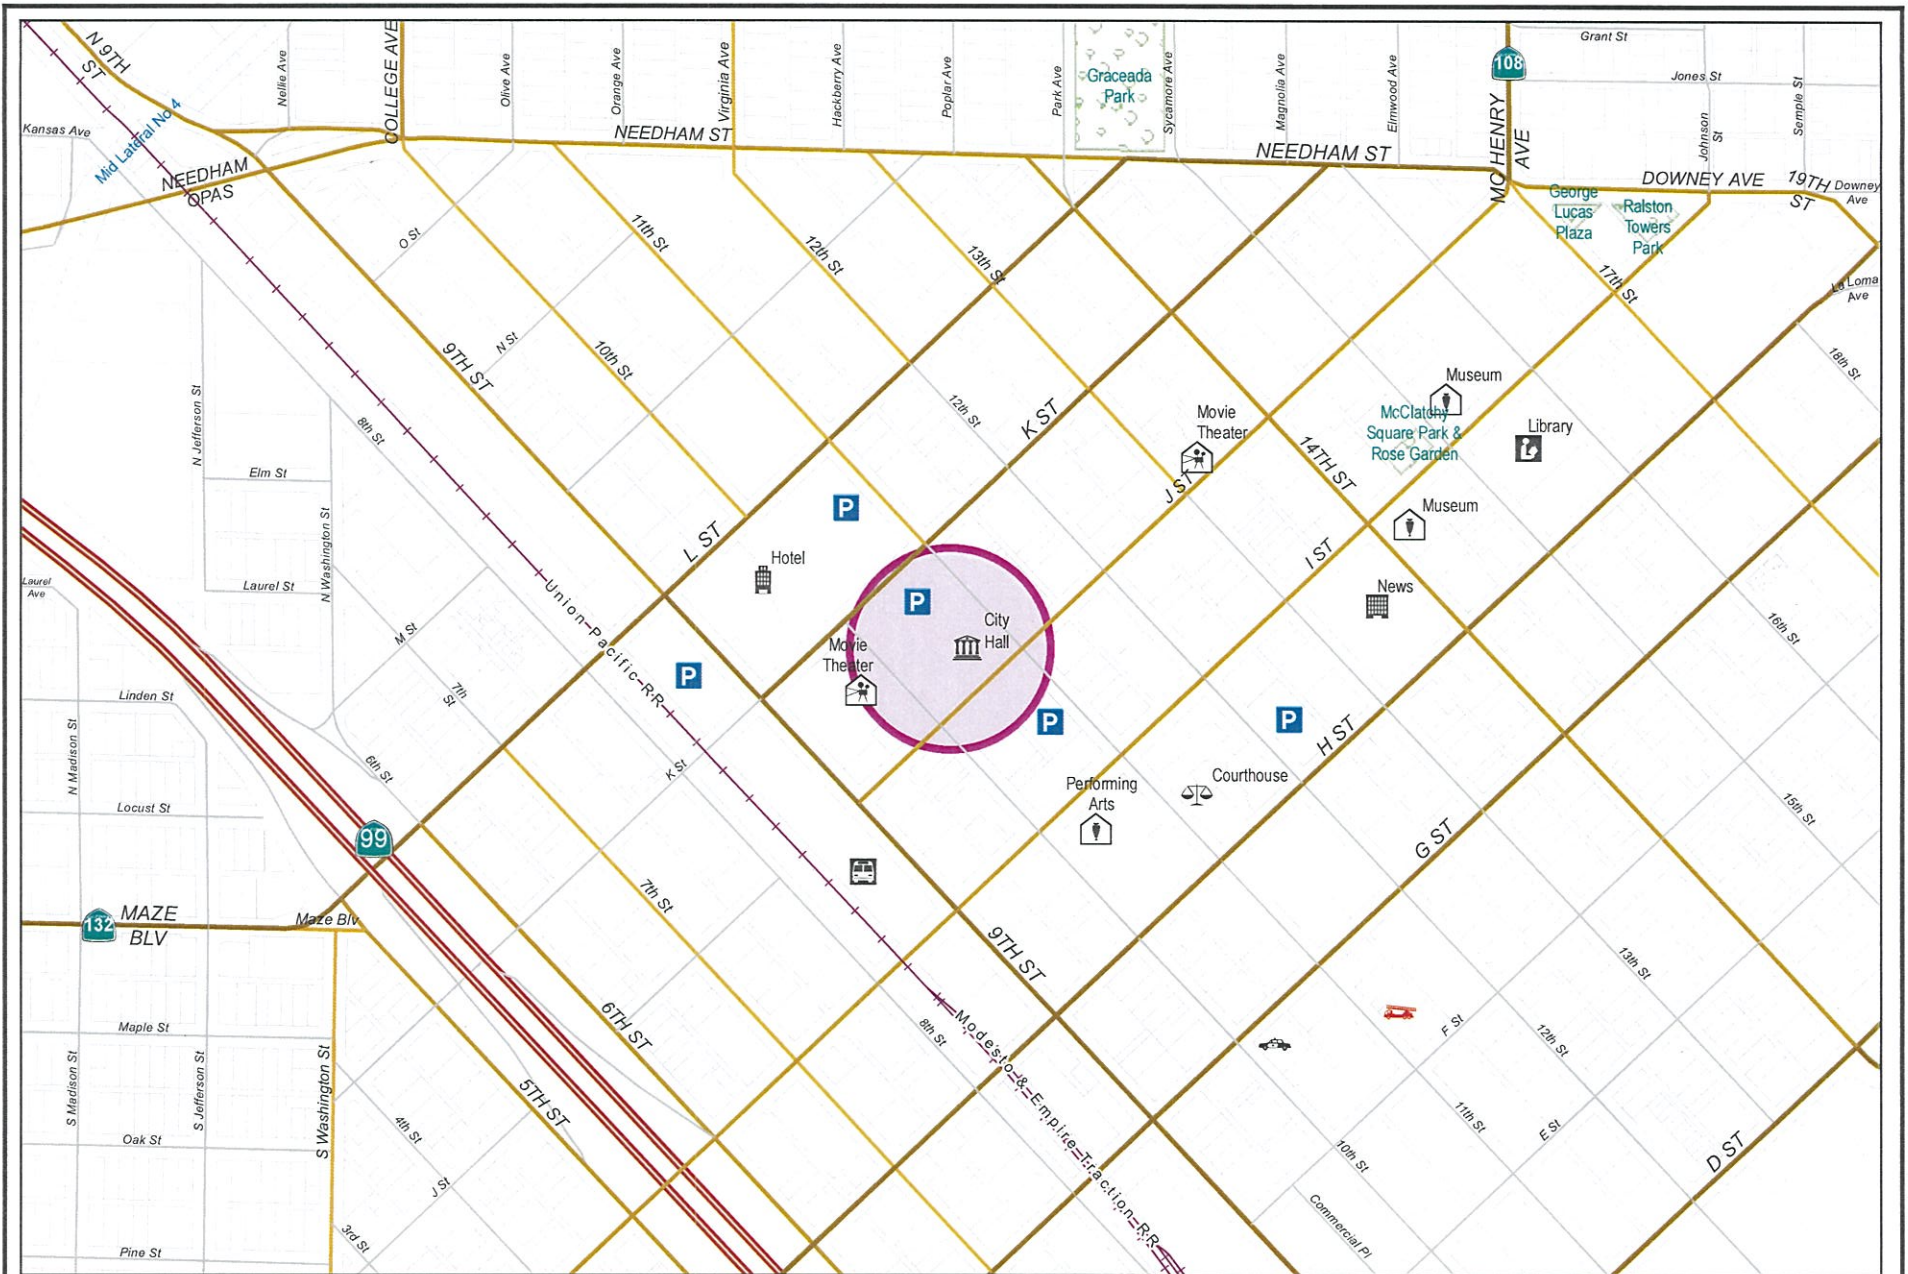 N 9TH
ST
Nellie Ave
COLLEGE AVE
Olive Ave
Orange Ave
Virginia Ave
Hackberry Ave
Poplar Ave
Park Ave
Graceada
Park
Sycamore Ave
Magnolia Ave
Elmwood Ave
108
MC HENRY
AVE
Grant St
Jones St
Johnson
St
Semple St
Kansas Ave
Mid Lateral No 4
NEEDHAM ST
NEEDHAM ST
NEEDHAM
OPAS
DOWNEY AVE
19TH
ST
Downey
Ave
George
Lucas
Plaza
Ralston
Towers
Park
O St
11th St
12th St
13th St
17th St
La Loma
Ave
N St
9TH ST
10th St
12th St
K ST
18th St
N Jefferson St
8th St
Museum
McClatchy
Square Park &
Rose Garden
Movie
Theater
Library
J ST
14TH ST
Elm St
N Washington St
P
Museum
L ST
Hotel
I ST
Laurel St
Laurel
Ave
Union Pacific RR
P
City
Hall
News
M St
16th St
Movie
Theater
P
7th
St
Linden St
N Madison St
P
P
H ST
6th St
K St
Performing
Arts
Courthouse
Locust St
15th St
99
G ST
7th St
132
MAZE
BLV
Maze Blv
9TH ST
13th St
Maple St
6TH ST
8th St
Modesto & Empire Traction RR
F St
12th St
S Madison St
S Jefferson St
S Washington St
5TH ST
4th St
11th St
E St
Oak St
10th St
D ST
J St
Commercial Pl
3rd St
Pine St